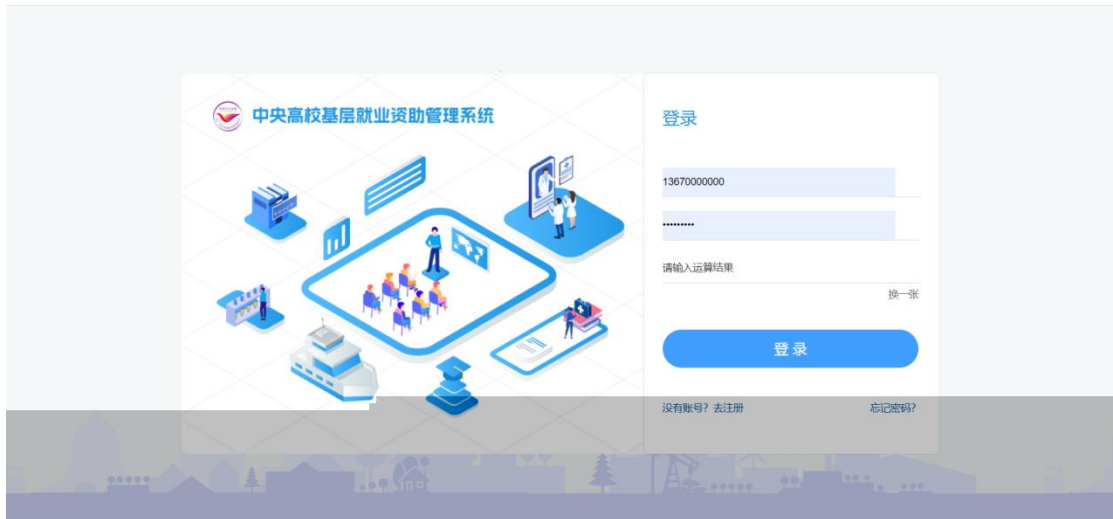 中央高校基层就业资助管理系统
登录
13670000000
•••••••••
请输入运算结果
换一张
登录
没有账号？去注册
忘记密码？